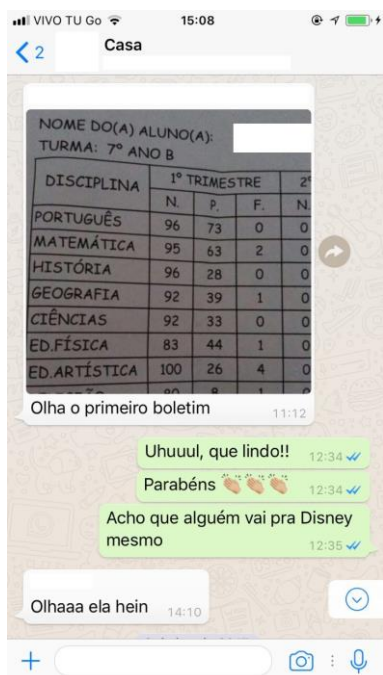 VIVO TU Go 15:08
2 Casa
NOME DO(A) ALUNO(A):
TURMA: 7º ANO B
DISCIPLINA 1º TRIMESTRE
N. P. F. N.
PORTUGUÊS 96 73 0 0
MATEMÁTICA 95 63 2 0
HISTÓRIA 96 28 0 0
GEOGRAFIA 92 39 1 0
CIÊNCIAS 92 33 0 0
ED.FÍSICA 83 44 1 0
ED.ARTÍSTICA 100 26 4 0
Olha o primeiro boletim 11:12
Uhuuul, que lindo!! 12:34
Parabéns 👏🏼👏🏼👏🏼 12:34
Acho que alguém vai pra Disney
mesmo 12:35
Olhaaa ela hein 14:10